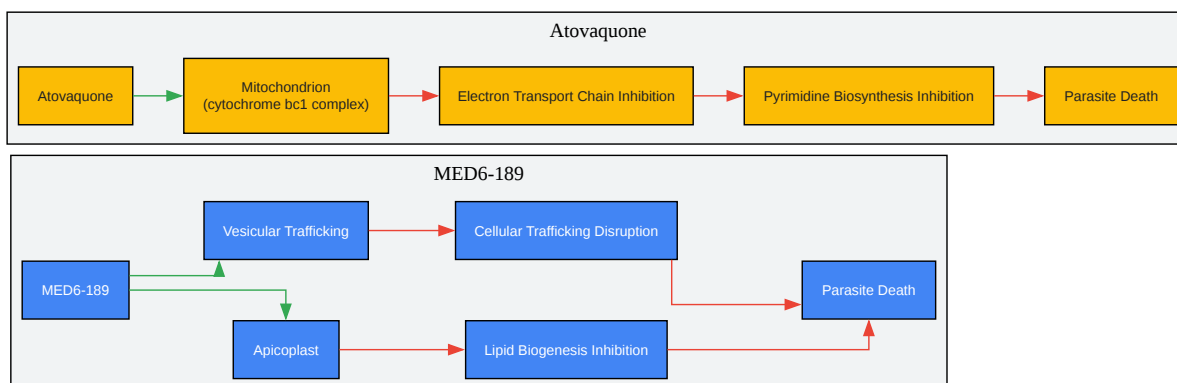 Atovaquone
Atovaquone
Mitochondrion
(cytochrome bc1 complex)
Electron Transport Chain Inhibition
Pyrimidine Biosynthesis Inhibition
Parasite Death
MED6-189
Vesicular Trafficking
Cellular Trafficking Disruption
MED6-189
Parasite Death
Apicoplast
Lipid Biogenesis Inhibition